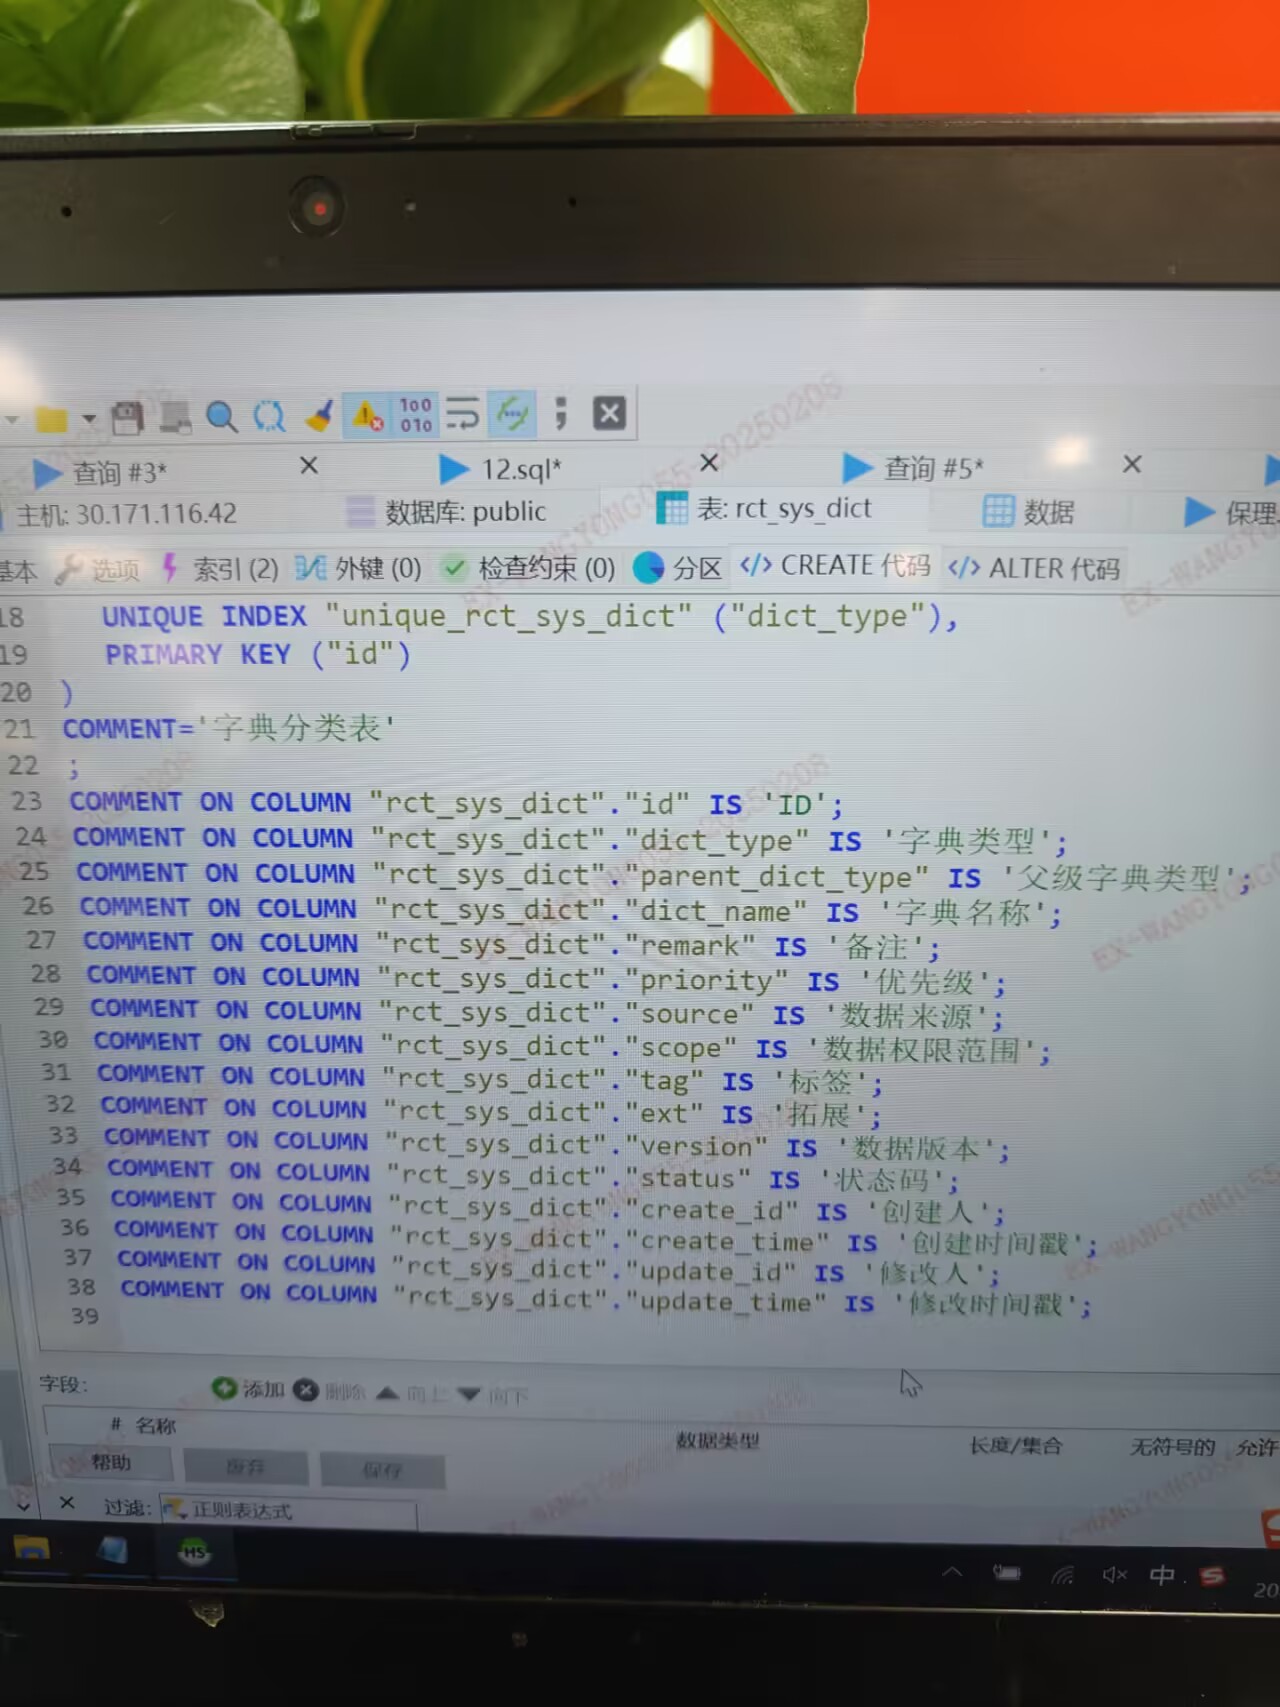 100
010
查询 #3*
12.sql*
查询 #5*
主机: 30.171.116.42
数据库: public
表: rct_sys_dict
数据
保理
基本
选项
索引 (2)
外键 (0)
检查约束 (0)
分区
</> CREATE 代码
</> ALTER 代码
18 UNIQUE INDEX "unique_rct_sys_dict" ("dict_type"),
19 PRIMARY KEY ("id")
20 )
21 COMMENT='字典分类表'
22 ;
23 COMMENT ON COLUMN "rct_sys_dict"."id" IS 'ID';
24 COMMENT ON COLUMN "rct_sys_dict"."dict_type" IS '字典类型';
25 COMMENT ON COLUMN "rct_sys_dict"."parent_dict_type" IS '父级字典类型';
26 COMMENT ON COLUMN "rct_sys_dict"."dict_name" IS '字典名称';
27 COMMENT ON COLUMN "rct_sys_dict"."remark" IS '备注';
28 COMMENT ON COLUMN "rct_sys_dict"."priority" IS '优先级';
29 COMMENT ON COLUMN "rct_sys_dict"."source" IS '数据来源';
30 COMMENT ON COLUMN "rct_sys_dict"."scope" IS '数据权限范围';
31 COMMENT ON COLUMN "rct_sys_dict"."tag" IS '标签';
32 COMMENT ON COLUMN "rct_sys_dict"."ext" IS '拓展';
33 COMMENT ON COLUMN "rct_sys_dict"."version" IS '数据版本';
34 COMMENT ON COLUMN "rct_sys_dict"."status" IS '状态码';
35 COMMENT ON COLUMN "rct_sys_dict"."create_id" IS '创建人';
36 COMMENT ON COLUMN "rct_sys_dict"."create_time" IS '创建时间戳';
37 COMMENT ON COLUMN "rct_sys_dict"."update_id" IS '修改人';
38 COMMENT ON COLUMN "rct_sys_dict"."update_time" IS '修改时间戳';
39
字段:
添加
删除
向上
向下
# 名称
数据类型
长度/集合
无符号的
允许
帮助
废弃
保存
过滤:
正则表达式
HS
中
20
EX-WANGYONG055-20250208